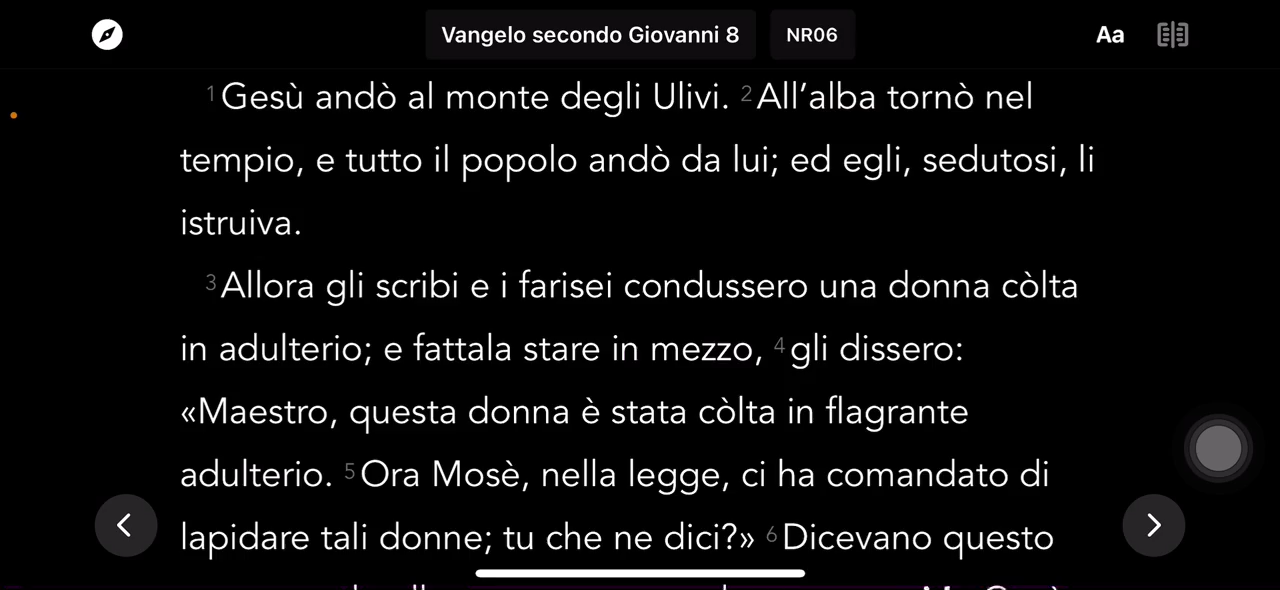 Vangelo secondo Giovanni 8 NR06 Aa
1 Gesù andò al monte degli Ulivi. 2 All’alba tornò nel
tempio, e tutto il popolo andò da lui; ed egli, sedutosi, li
istruiva.
3 Allora gli scribi e i farisei condussero una donna còlta
in adulterio; e fattala stare in mezzo, 4 gli dissero:
«Maestro, questa donna è stata còlta in flagrante
adulterio. 5 Ora Mosè, nella legge, ci ha comandato di
lapidare tali donne; tu che ne dici?» 6 Dicevano questo